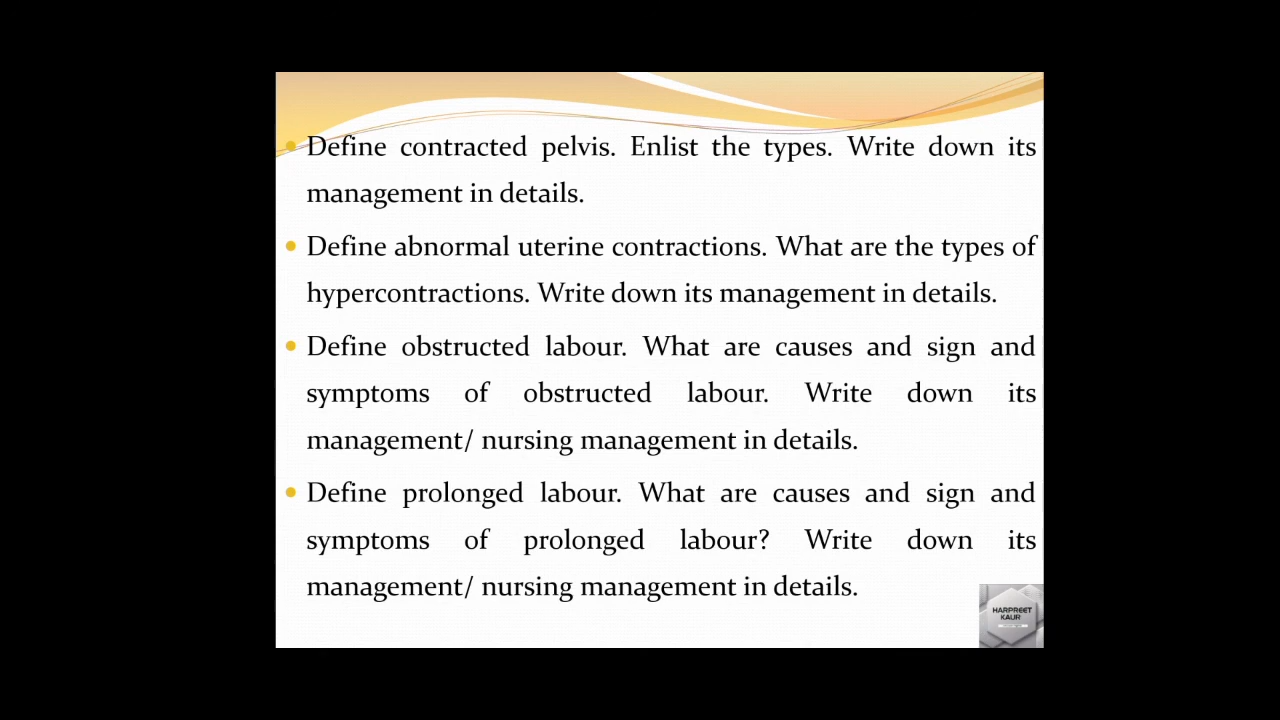 Define contracted pelvis. Enlist the types. Write down its
management in details.
Define abnormal uterine contractions. What are the types of
hypercontractions. Write down its management in details.
Define obstructed labour. What are causes and sign and
symptoms of obstructed labour. Write down its
management/ nursing management in details.
Define prolonged labour. What are causes and sign and
symptoms of prolonged labour? Write down its
management/ nursing management in details.
HARPREET
KAUR